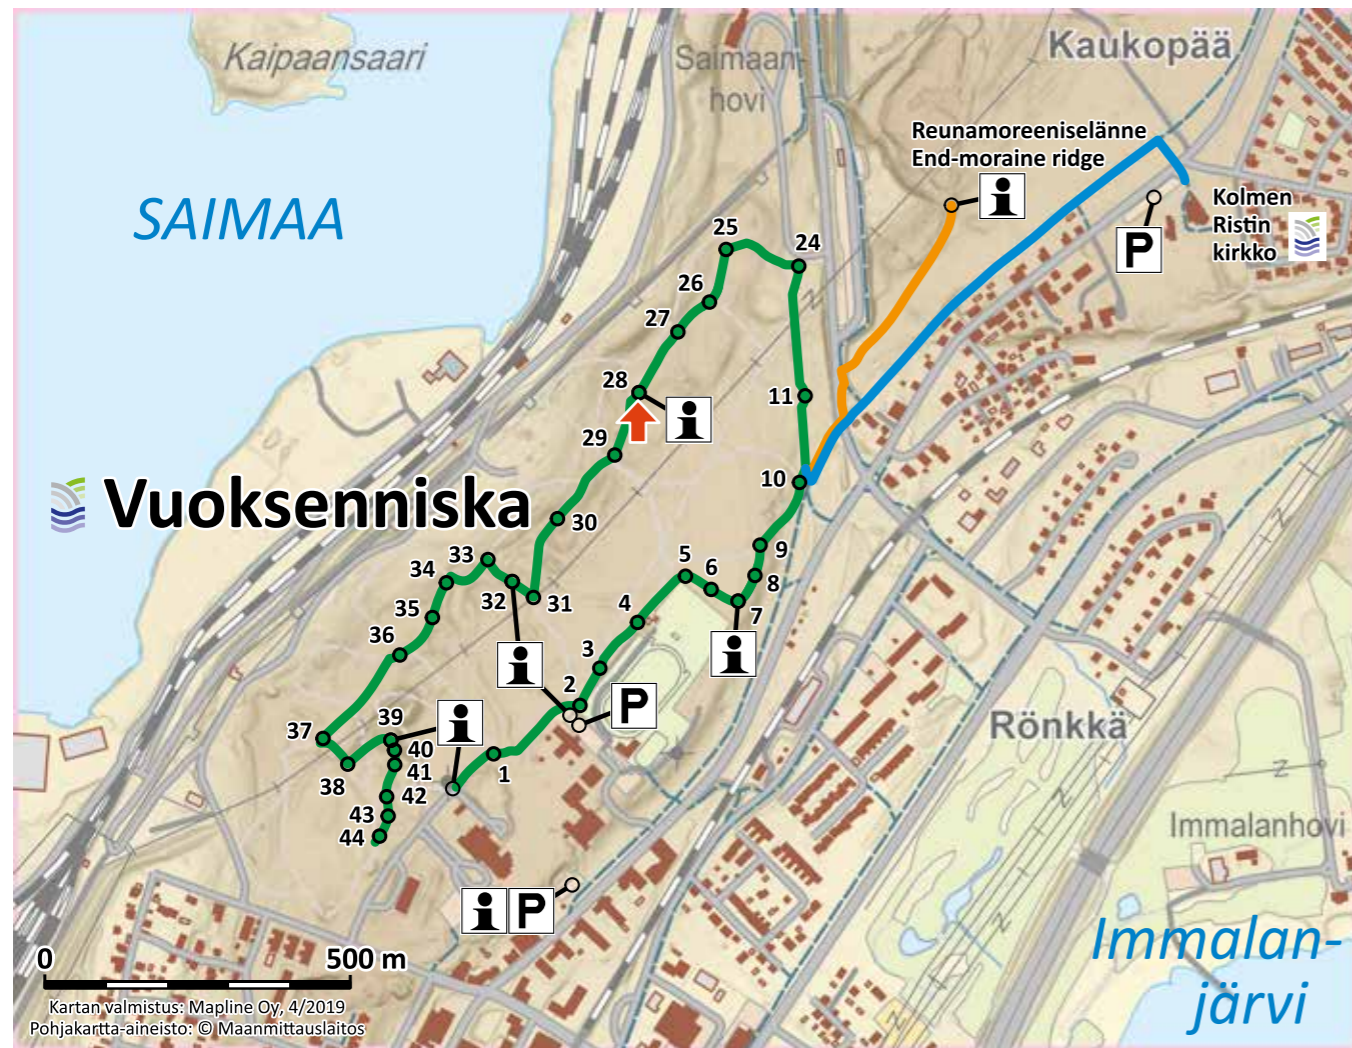 Kaipaansaari
Saimaan-
hovi
Kaukopää
Reunamoreeniselänne
End-moraine ridge
i
SAIMAA
Kolmen
Ristin
kirkko
P
25
24
26
27
28
i
11
29
10
Vuoksenniska
30
33
9
5
6
8
34
32
31
7
35
4
36
i
3
i
2
P
37
39
i
40
1
38
41
42
43
44
Rönkkä
Immalanhovi
i P
Immalan-
järvi
0 500 m
Kartan valmistus: Mapline Oy, 4/2019
Pohjakartta-aineisto: © Maanmittauslaitos